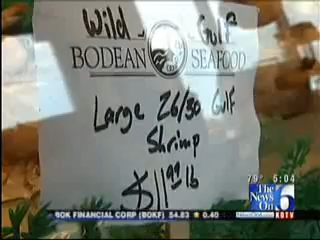 Wild Gulf
BODEAN SEAFOOD
Large 26/30 Gulf
Shrimp
$11.99 lb
79° 5:04
The
News
On 6
KOTV
BOK FINANCIAL CORP (BOKF) 54.83 0.40